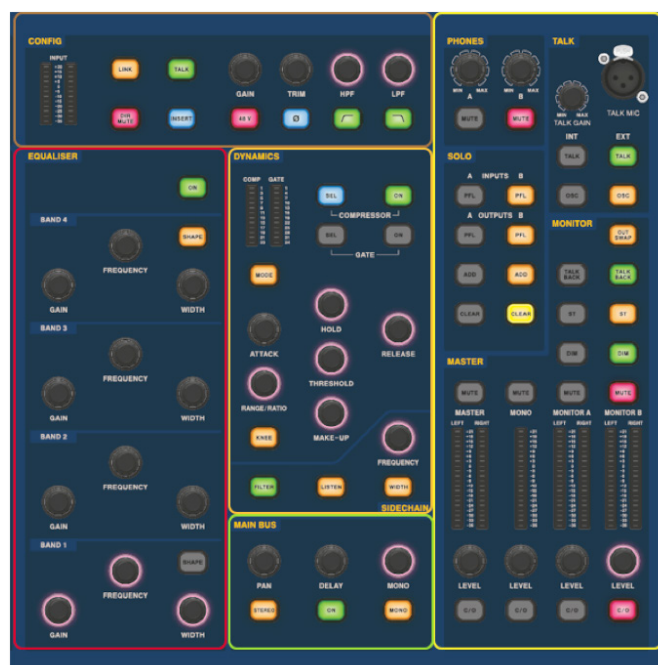 CONFIG
INPUT
LINK
TALK
GAIN
TRIM
HPF
LPF
DIR MUTE
INSERT
48 V
Ø
EQUALISER
ON
BAND 4
SHAPE
FREQUENCY
GAIN
WIDTH
BAND 3
FREQUENCY
GAIN
WIDTH
BAND 2
FREQUENCY
GAIN
WIDTH
BAND 1
SHAPE
FREQUENCY
GAIN
WIDTH
DYNAMICS
COMP GATE
SEL
ON
COMPRESSOR
SEL
ON
GATE
MODE
HOLD
ATTACK
RELEASE
THRESHOLD
RANGE/RATIO
MAKE-UP
KNEE
FREQUENCY
FILTER
LISTEN
WIDTH
SIDECHAIN
MAIN BUS
PAN
DELAY
MONO
STEREO
ON
MONO
PHONES
MIN MAX
MIN MAX
A
B
MUTE
MUTE
SOLO
A INPUTS B
PFL
PFL
A OUTPUTS B
PFL
PFL
ADD
ADD
CLEAR
CLEAR
TALK
MIN MAX
TALK GAIN
TALK MIC
INT
EXT
TALK
TALK
OSC
OSC
MONITOR
CUT SWAP
TALK BACK
TALK BACK
ST
ST
DIM
DIM
MASTER
MUTE
MUTE
MUTE
MUTE
MASTER
MONO
MONITOR A
MONITOR B
LEFT RIGHT
LEFT RIGHT
LEFT RIGHT
LEVEL
LEVEL
LEVEL
LEVEL
C/O
C/O
C/O
C/O